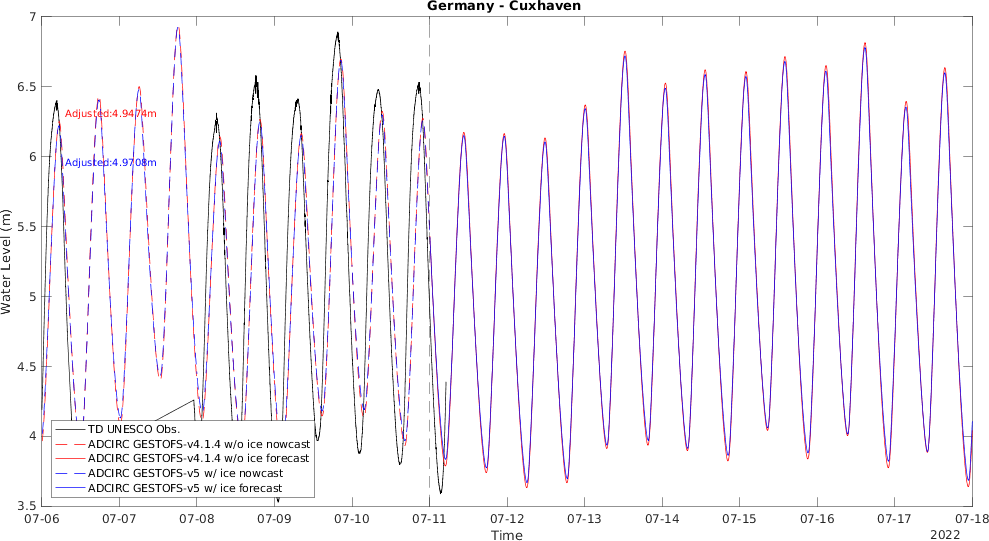 Germany - Cuxhaven
7
6.5
6
5.5
5
4.5
4
3.5
Water Level (m)
Adjusted:4.9474m
Adjusted:4.9708m
TD UNESCO Obs.
ADCIRC GESTOFS-v4.1.4 w/o ice nowcast
ADCIRC GESTOFS-v4.1.4 w/o ice forecast
ADCIRC GESTOFS-v5 w/ ice nowcast
ADCIRC GESTOFS-v5 w/ ice forecast
07-06 07-07 07-08 07-09 07-10 07-11 07-12 07-13 07-14 07-15 07-16 07-17 07-18
Time
2022